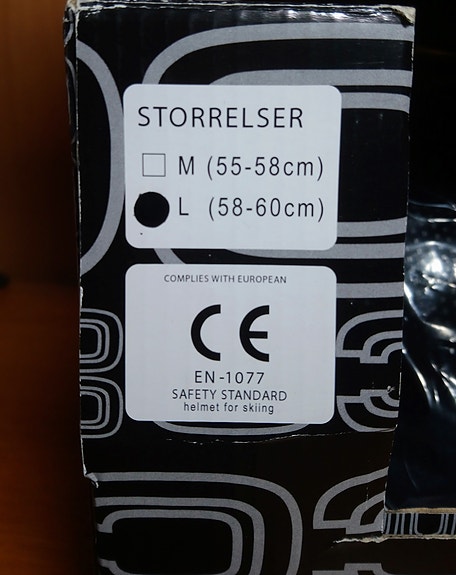 STORRELSER
M (55-58cm)
L (58-60cm)
COMPLIES WITH EUROPEAN
CE
EN-1077
SAFETY STANDARD
helmet for skiing